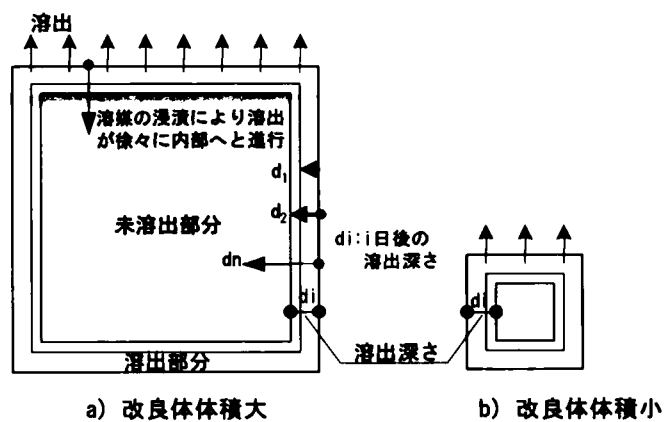 溶出
溶媒の浸漬により溶出
が徐々に内部へと進行
d1
d2
未溶出部分
di:i日後の
溶出深さ
dn
di
di
溶出深さ
溶出部分
a) 改良体体積大
b) 改良体体積小